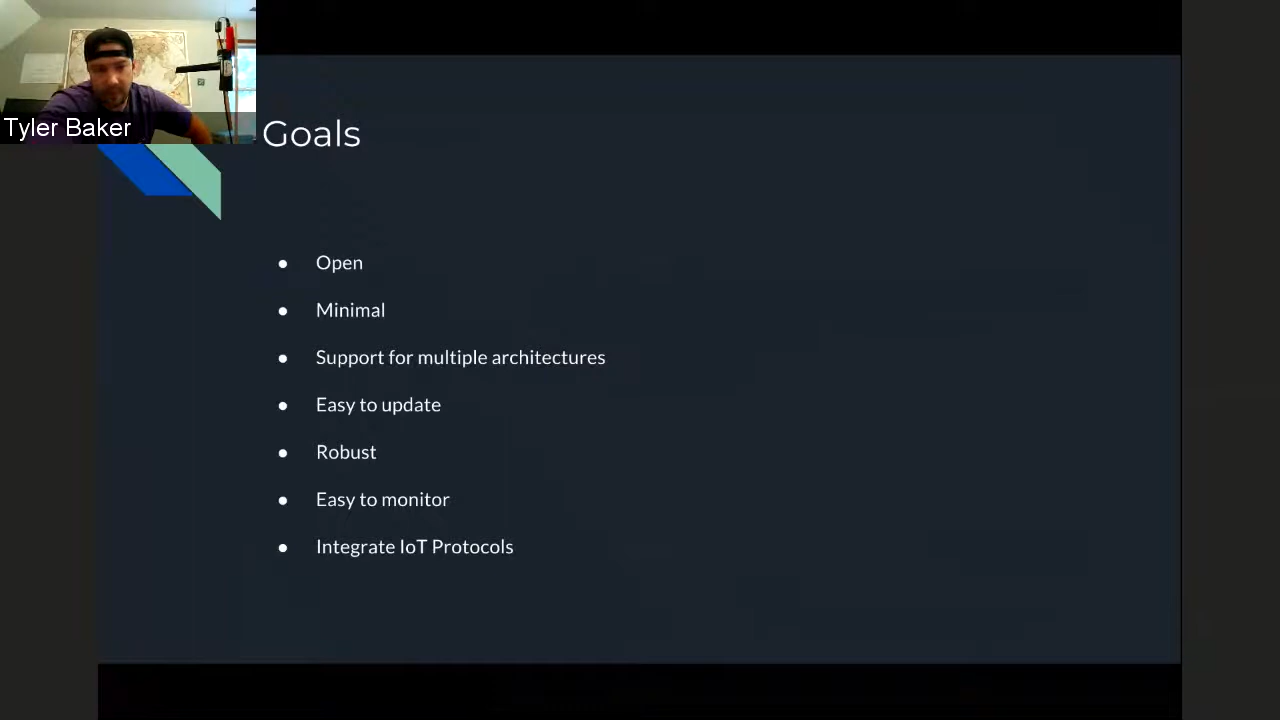 Tyler Baker
Goals
● Open
● Minimal
● Support for multiple architectures
● Easy to update
● Robust
● Easy to monitor
● Integrate IoT Protocols